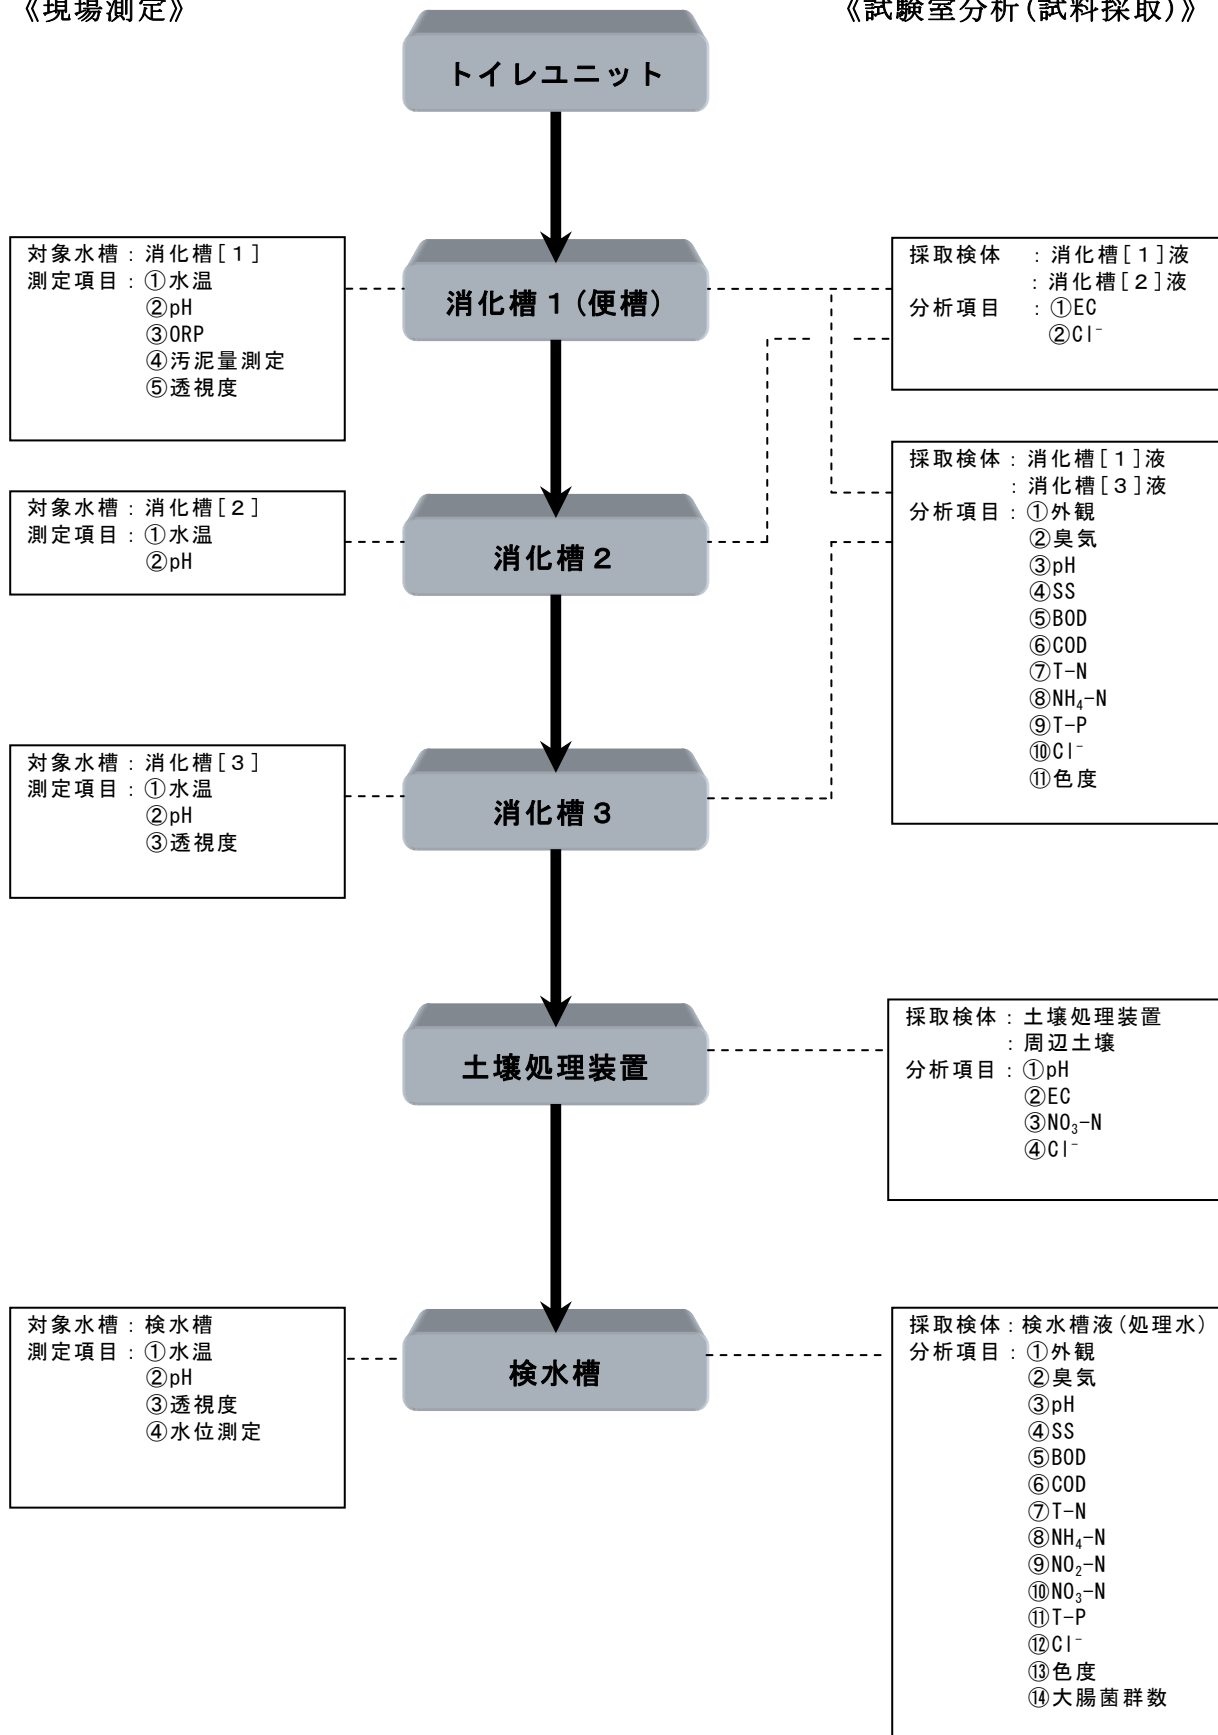 《現場測定》
《試験室分析(試料採取)》
トイレユニット
対象水槽：消化槽[１]
測定項目：①水温
②pH
③ORP
④汚泥量測定
⑤透視度
消化槽１(便槽)
採取検体　：消化槽[１]液
：消化槽[２]液
分析項目　：①EC
②Cl⁻
対象水槽：消化槽[２]
測定項目：①水温
②pH
消化槽２
採取検体：消化槽[１]液
：消化槽[３]液
分析項目：①外観
②臭気
③pH
④SS
⑤BOD
⑥COD
⑦T-N
⑧NH₄-N
⑨T-P
⑩Cl⁻
⑪色度
対象水槽：消化槽[３]
測定項目：①水温
②pH
③透視度
消化槽３
土壌処理装置
採取検体：土壌処理装置
：周辺土壌
分析項目：①pH
②EC
③NO₃-N
④Cl⁻
対象水槽：検水槽
測定項目：①水温
②pH
③透視度
④水位測定
検水槽
採取検体：検水槽液(処理水)
分析項目：①外観
②臭気
③pH
④SS
⑤BOD
⑥COD
⑦T-N
⑧NH₄-N
⑨NO₂-N
⑩NO₃-N
⑪T-P
⑫Cl⁻
⑬色度
⑭大腸菌群数